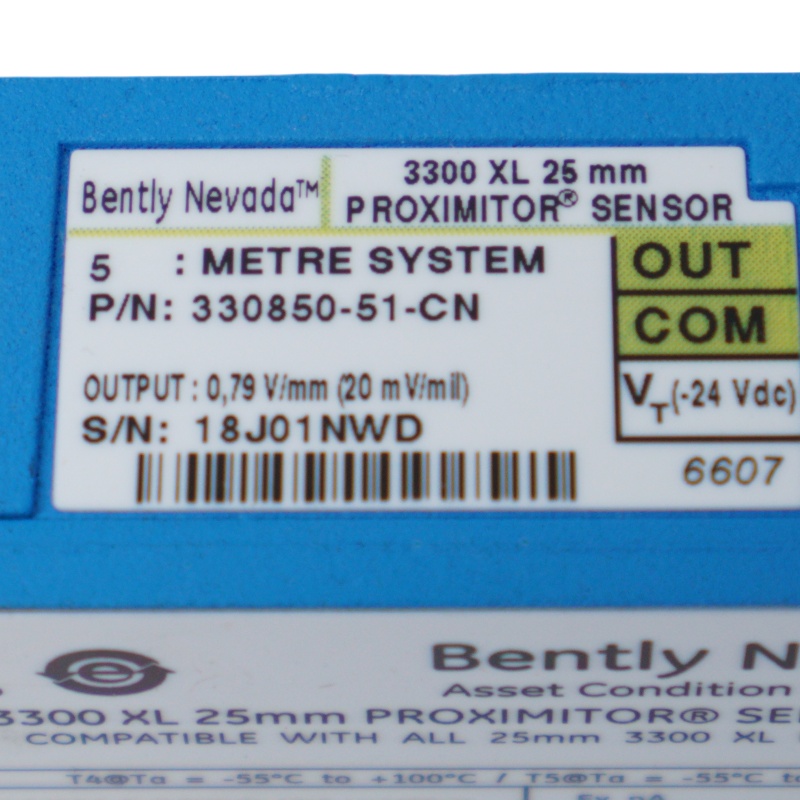 Bently Nevada™
3300 XL 25 mm
PROXIMITOR® SENSOR
5 : METRE SYSTEM
P/N: 330850-51-CN
OUTPUT : 0,79 V/mm (20 mV/mil)
S/N: 18J01NWD
OUT
COM
VT (-24 Vdc)
6607
Bently N
Asset Condition
3300 XL 25mm PROXIMITOR® SE
COMPATIBLE WITH ALL 25mm 3300 XL
T4@Ta = -55°C to +100°C / T5@Ta = -55°C to